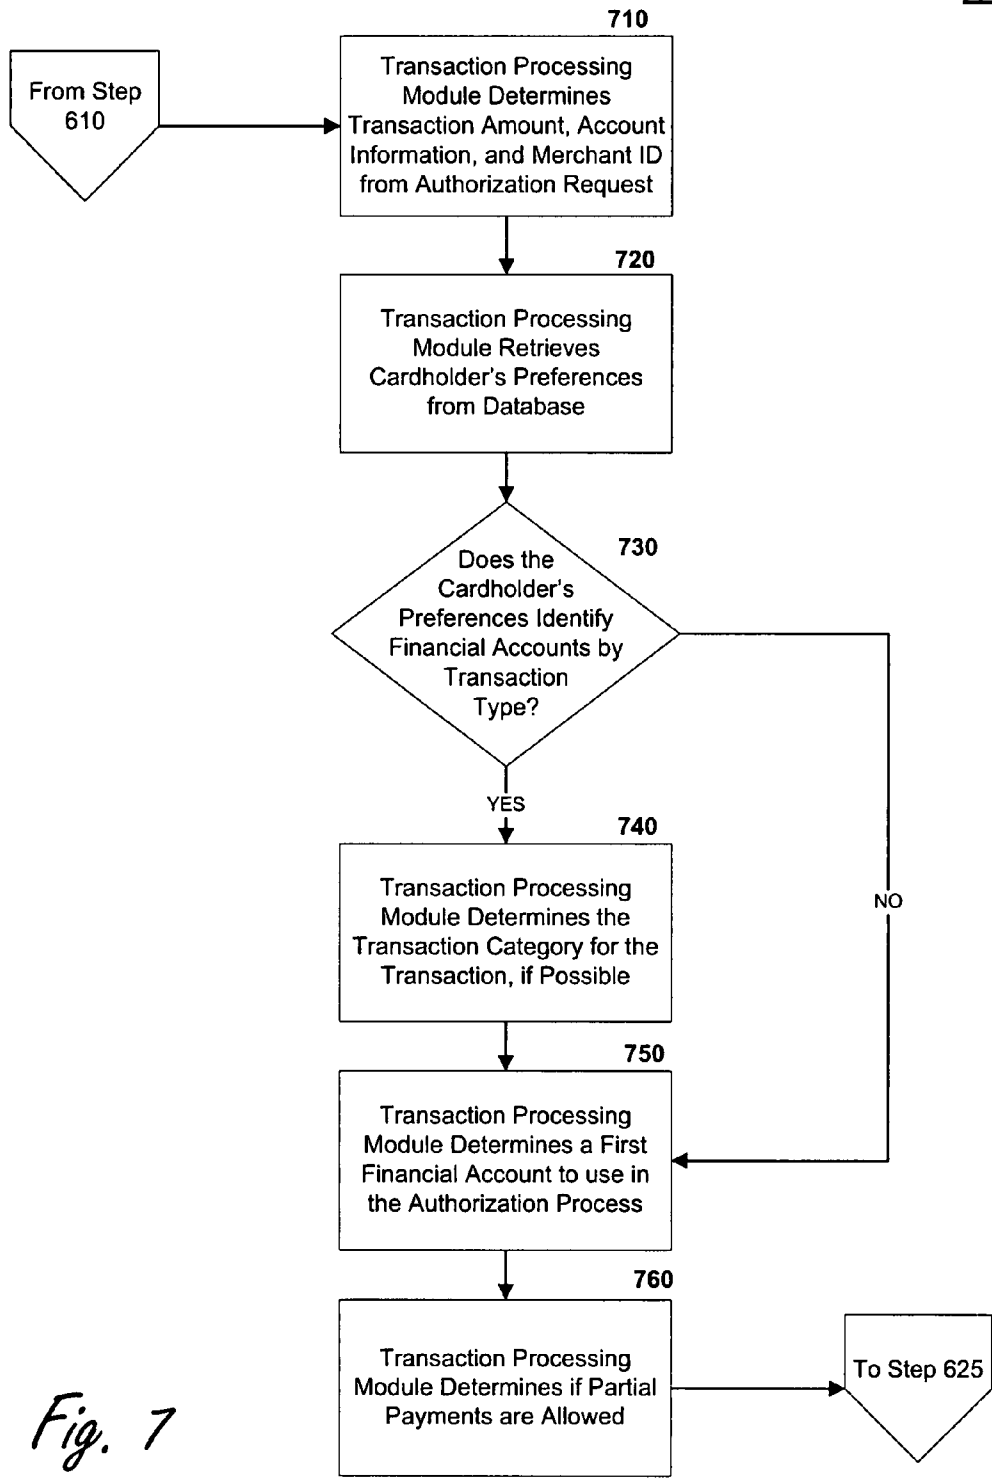 710
From Step
610
Transaction Processing
Module Determines
Transaction Amount, Account
Information, and Merchant ID
from Authorization Request
720
Transaction Processing
Module Retrieves
Cardholder's Preferences
from Database
730
Does the
Cardholder's
Preferences Identify
Financial Accounts by
Transaction
Type?
YES
NO
740
Transaction Processing
Module Determines the
Transaction Category for the
Transaction, if Possible
750
Transaction Processing
Module Determines a First
Financial Account to use in
the Authorization Process
760
Transaction Processing
Module Determines if Partial
Payments are Allowed
To Step 625
Fig. 7